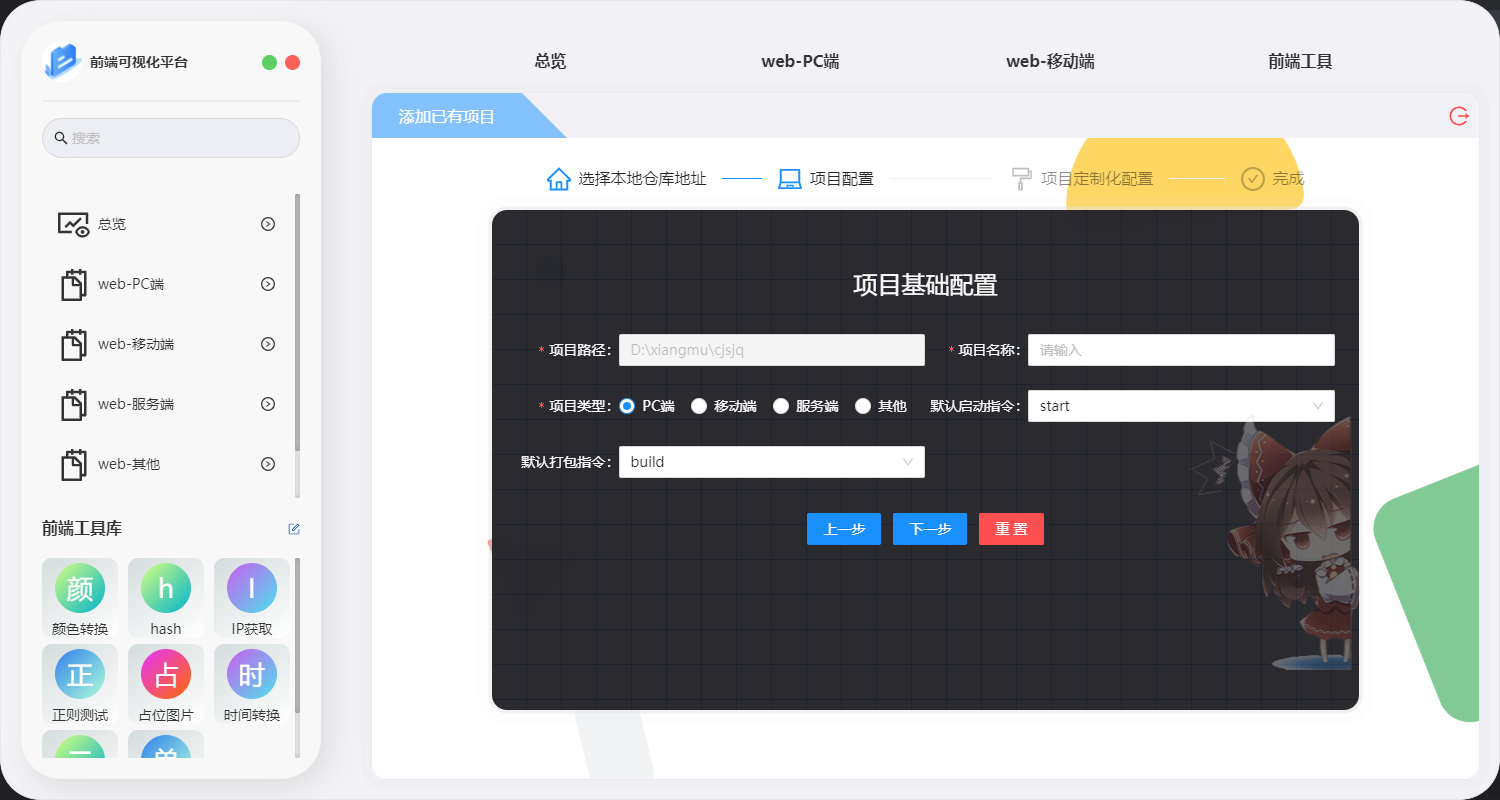 前端可视化平台
搜索
总览
web-PC端
web-移动端
web-服务端
web-其他
前端工具库
颜
h
I
颜色转换
hash
IP获取
正
占
时
正则测试
占位图片
时间转换
总览
web-PC端
web-移动端
前端工具
添加已有项目
选择本地仓库地址
项目配置
项目定制化配置
完成
项目基础配置
* 项目路径: D:\xiangmu\cjsjq
* 项目名称: 请输入
* 项目类型: PC端 移动端 服务端 其他
默认启动指令: start
默认打包指令: build
上一步
下一步
重 置